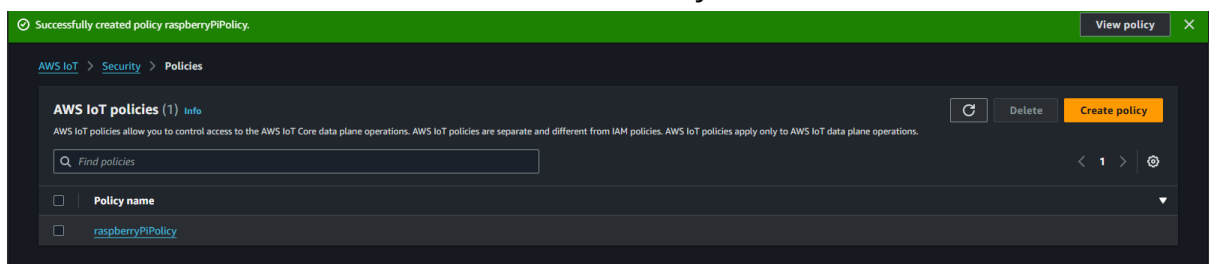 Successfully created policy raspberryPiPolicy.
View policy
AWS IoT > Security > Policies
AWS IoT policies (1) Info
Delete
Create policy
AWS IoT policies allow you to control access to the AWS IoT Core data plane operations. AWS IoT policies are separate and different from IAM policies. AWS IoT policies apply only to AWS IoT data plane operations.
Find policies
< 1 >
Policy name
raspberryPiPolicy